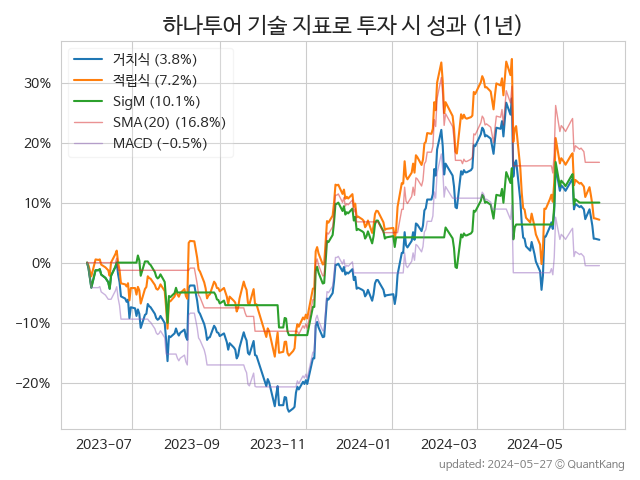 하나투어 기술 지표로 투자 시 성과 (1년)
거치식 (3.8%)
적립식 (7.2%)
SigM (10.1%)
SMA(20) (16.8%)
MACD (−0.5%)
30%
20%
10%
0%
−10%
−20%
2023-07 2023-09 2023-11 2024-01 2024-03 2024-05
updated: 2024-05-27 © QuantKang